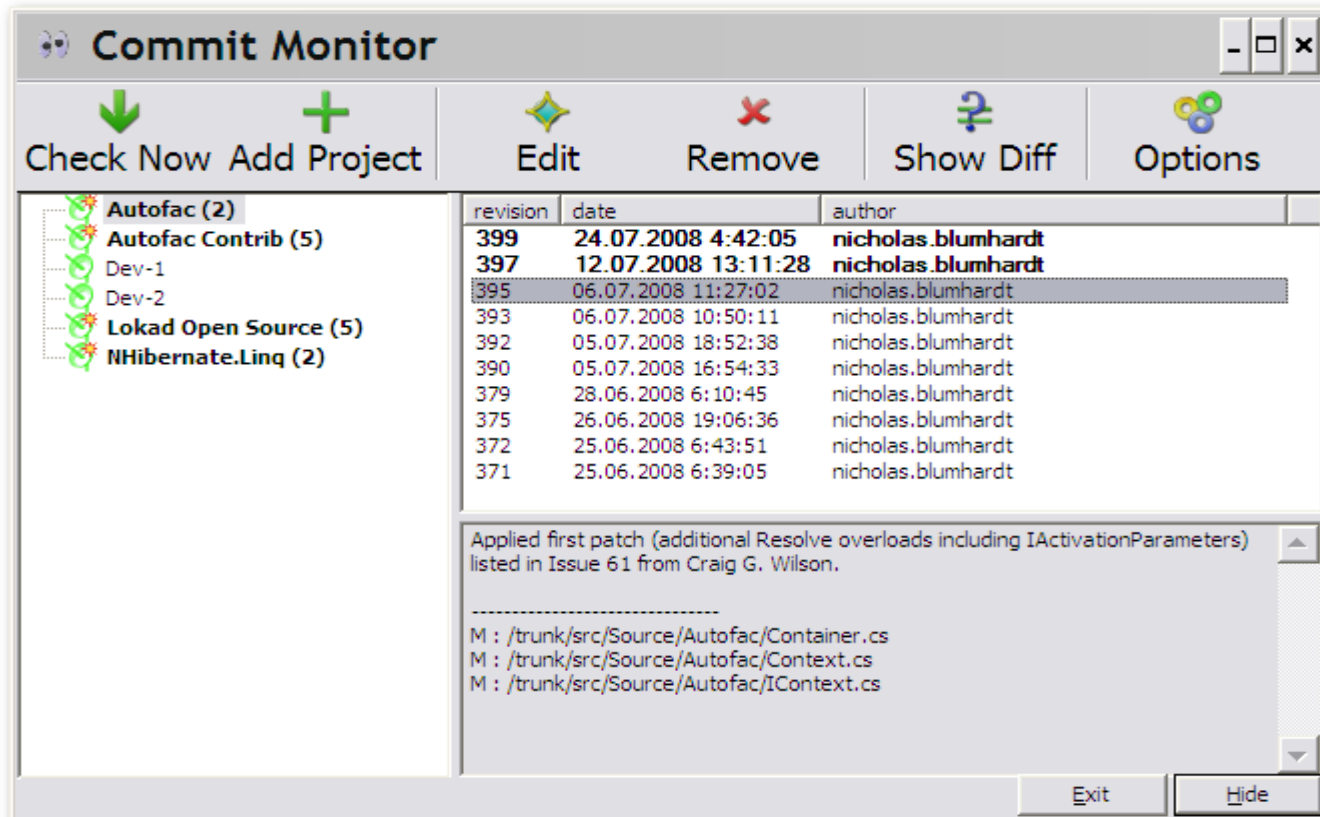 Commit Monitor
Check Now Add Project Edit Remove Show Diff Options
Autofac (2)
Autofac Contrib (5)
Dev-1
Dev-2
Lokad Open Source (5)
NHibernate.Linq (2)
revision date author
399 24.07.2008 4:42:05 nicholas.blumhardt
397 12.07.2008 13:11:28 nicholas.blumhardt
395 06.07.2008 11:27:02 nicholas.blumhardt
393 06.07.2008 10:50:11 nicholas.blumhardt
392 05.07.2008 18:52:38 nicholas.blumhardt
390 05.07.2008 16:54:33 nicholas.blumhardt
379 28.06.2008 6:10:45 nicholas.blumhardt
375 26.06.2008 19:06:36 nicholas.blumhardt
372 25.06.2008 6:43:51 nicholas.blumhardt
371 25.06.2008 6:39:05 nicholas.blumhardt
Applied first patch (additional Resolve overloads including IActivationParameters)
listed in Issue 61 from Craig G. Wilson.
-------------------------------
M : /trunk/src/Source/Autofac/Container.cs
M : /trunk/src/Source/Autofac/Context.cs
M : /trunk/src/Source/Autofac/IContext.cs
Exit Hide